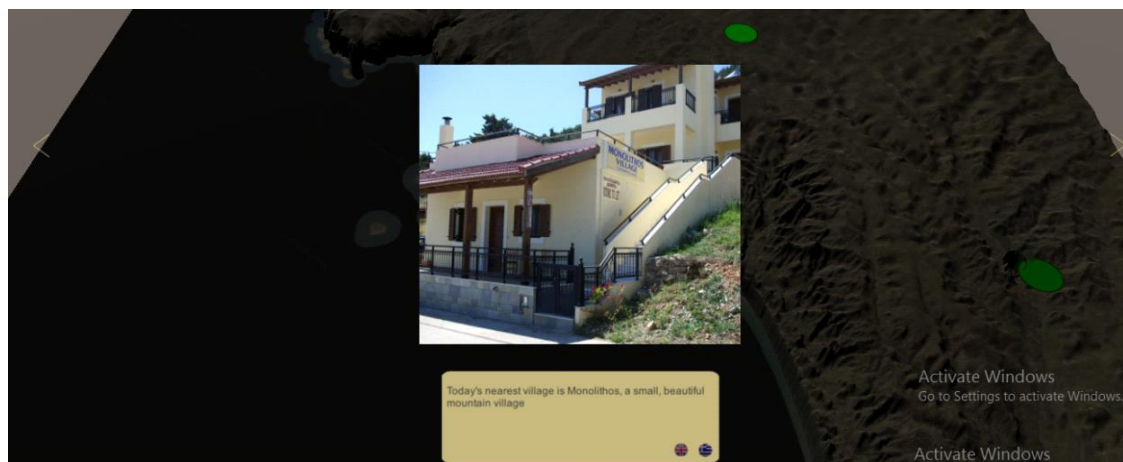 MONOLITHOS
VILLAGE
Today's nearest village is Monolithos, a small, beautiful
mountain village
Activate Windows
Go to Settings to activate Windows.
Activate Windows